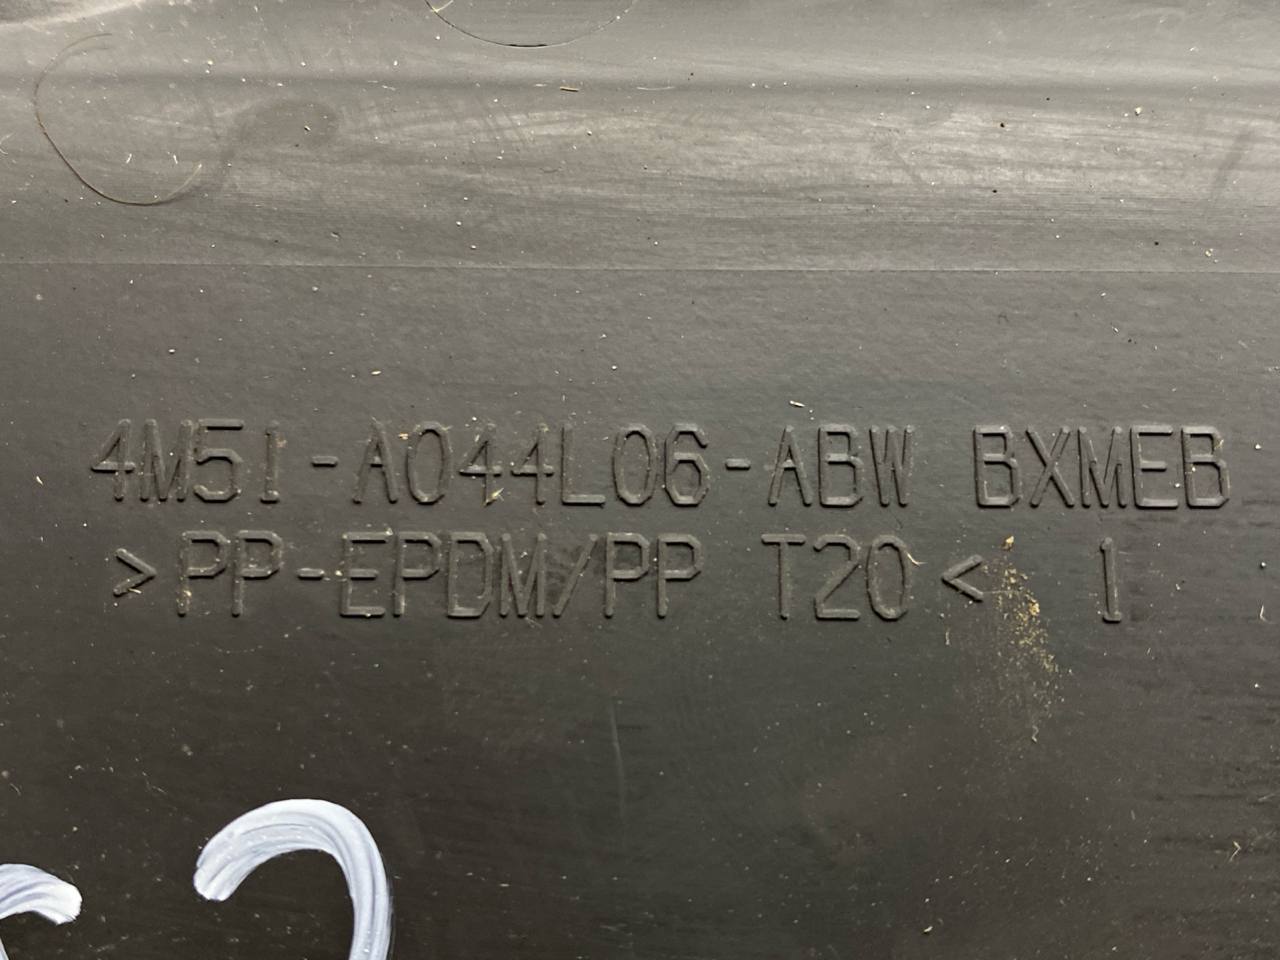 4M51-A044L06-ABW BXMEB
>PP-EPDM/PP T20< 1